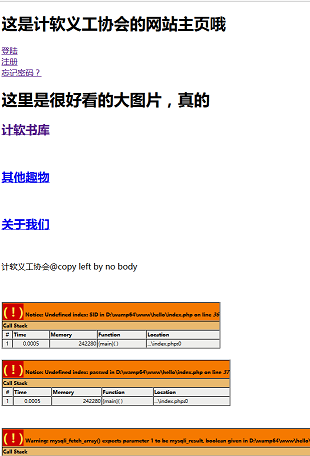 这是计软义工协会的网站主页哦
登陆
注册
忘记密码？
这里是很好看的大图片，真的
计软书库
其他趣物
关于我们
计软义工协会@copy left by no body
( ! ) Notice: Undefined index: SID in D:\wamp64\www\hello\index.php on line 36
Call Stack
# Time Memory Function Location
1 0.0005 242280 {main}( ) ...\index.php:0
( ! ) Notice: Undefined index: passwd in D:\wamp64\www\hello\index.php on line 37
Call Stack
# Time Memory Function Location
1 0.0005 242280 {main}( ) ...\index.php:0
( ! ) Warning: mysqli_fetch_array() expects parameter 1 to be mysqli_result, boolean given in D:\wamp64\www\hello
Call Stack